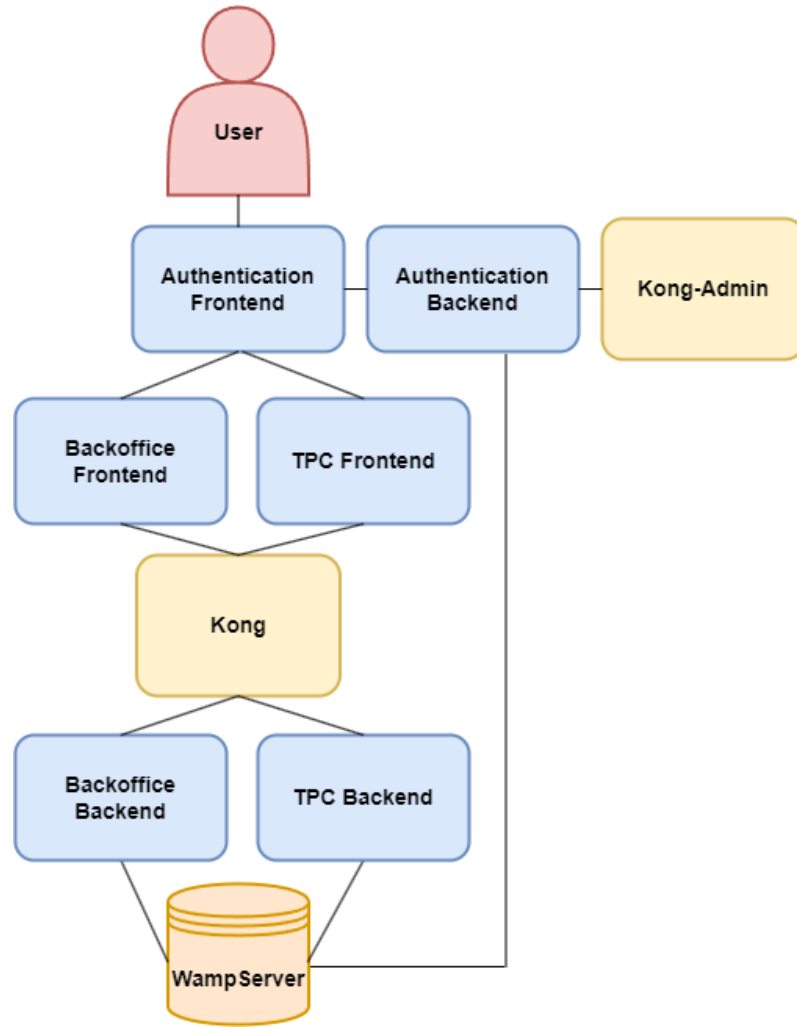 User
Authentication
Frontend
Authentication
Backend
Kong-Admin
Backoffice
Frontend
TPC Frontend
Kong
Backoffice
Backend
TPC Backend
WampServer